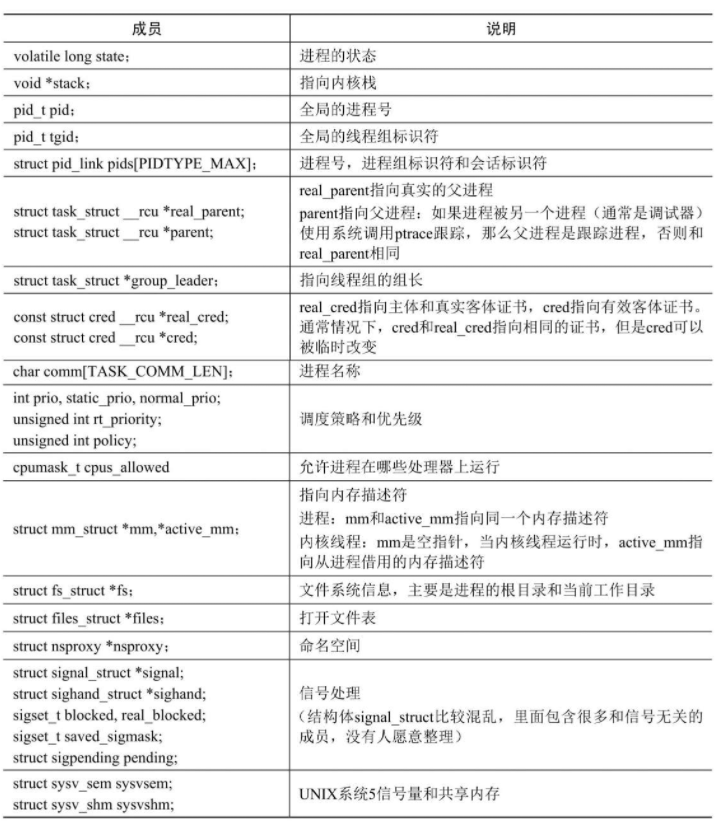 成员 说明
volatile long state; 进程的状态
void *stack; 指向内核栈
pid_t pid; 全局的进程号
pid_t tgid; 全局的线程组标识符
struct pid_link pids[PIDTYPE_MAX]; 进程号，进程组标识符和会话标识符
struct task_struct __rcu *real_parent;
struct task_struct __rcu *parent;
real_parent指向真实的父进程
parent指向父进程：如果进程被另一个进程（通常是调试器）
使用系统调用ptrace跟踪，那么父进程是跟踪进程，否则和
real_parent相同
struct task_struct *group_leader; 指向线程组的组长
const struct cred __rcu *real_cred;
const struct cred __rcu *cred;
real_cred指向主体和真实客体证书，cred指向有效客体证书。
通常情况下，cred和real_cred指向相同的证书，但是cred可以
被临时改变
char comm[TASK_COMM_LEN]; 进程名称
int prio, static_prio, normal_prio;
unsigned int rt_priority;
unsigned int policy;
调度策略和优先级
cpumask_t cpus_allowed 允许进程在哪些处理器上运行
struct mm_struct *mm,*active_mm;
指向内存描述符
进程：mm和active_mm指向同一个内存描述符
内核线程：mm是空指针，当内核线程运行时，active_mm指
向从进程借用的内存描述符
struct fs_struct *fs; 文件系统信息，主要是进程的根目录和当前工作目录
struct files_struct *files; 打开文件表
struct nsproxy *nsproxy; 命名空间
struct signal_struct *signal;
struct sighand_struct *sighand;
sigset_t blocked, real_blocked;
sigset_t saved_sigmask;
struct sigpending pending;
信号处理
（结构体signal_struct比较混乱，里面包含很多和信号无关的
成员，没有人愿意整理）
struct sysv_sem sysvsem;
struct sysv_shm sysvshm;
UNIX系统5信号量和共享内存